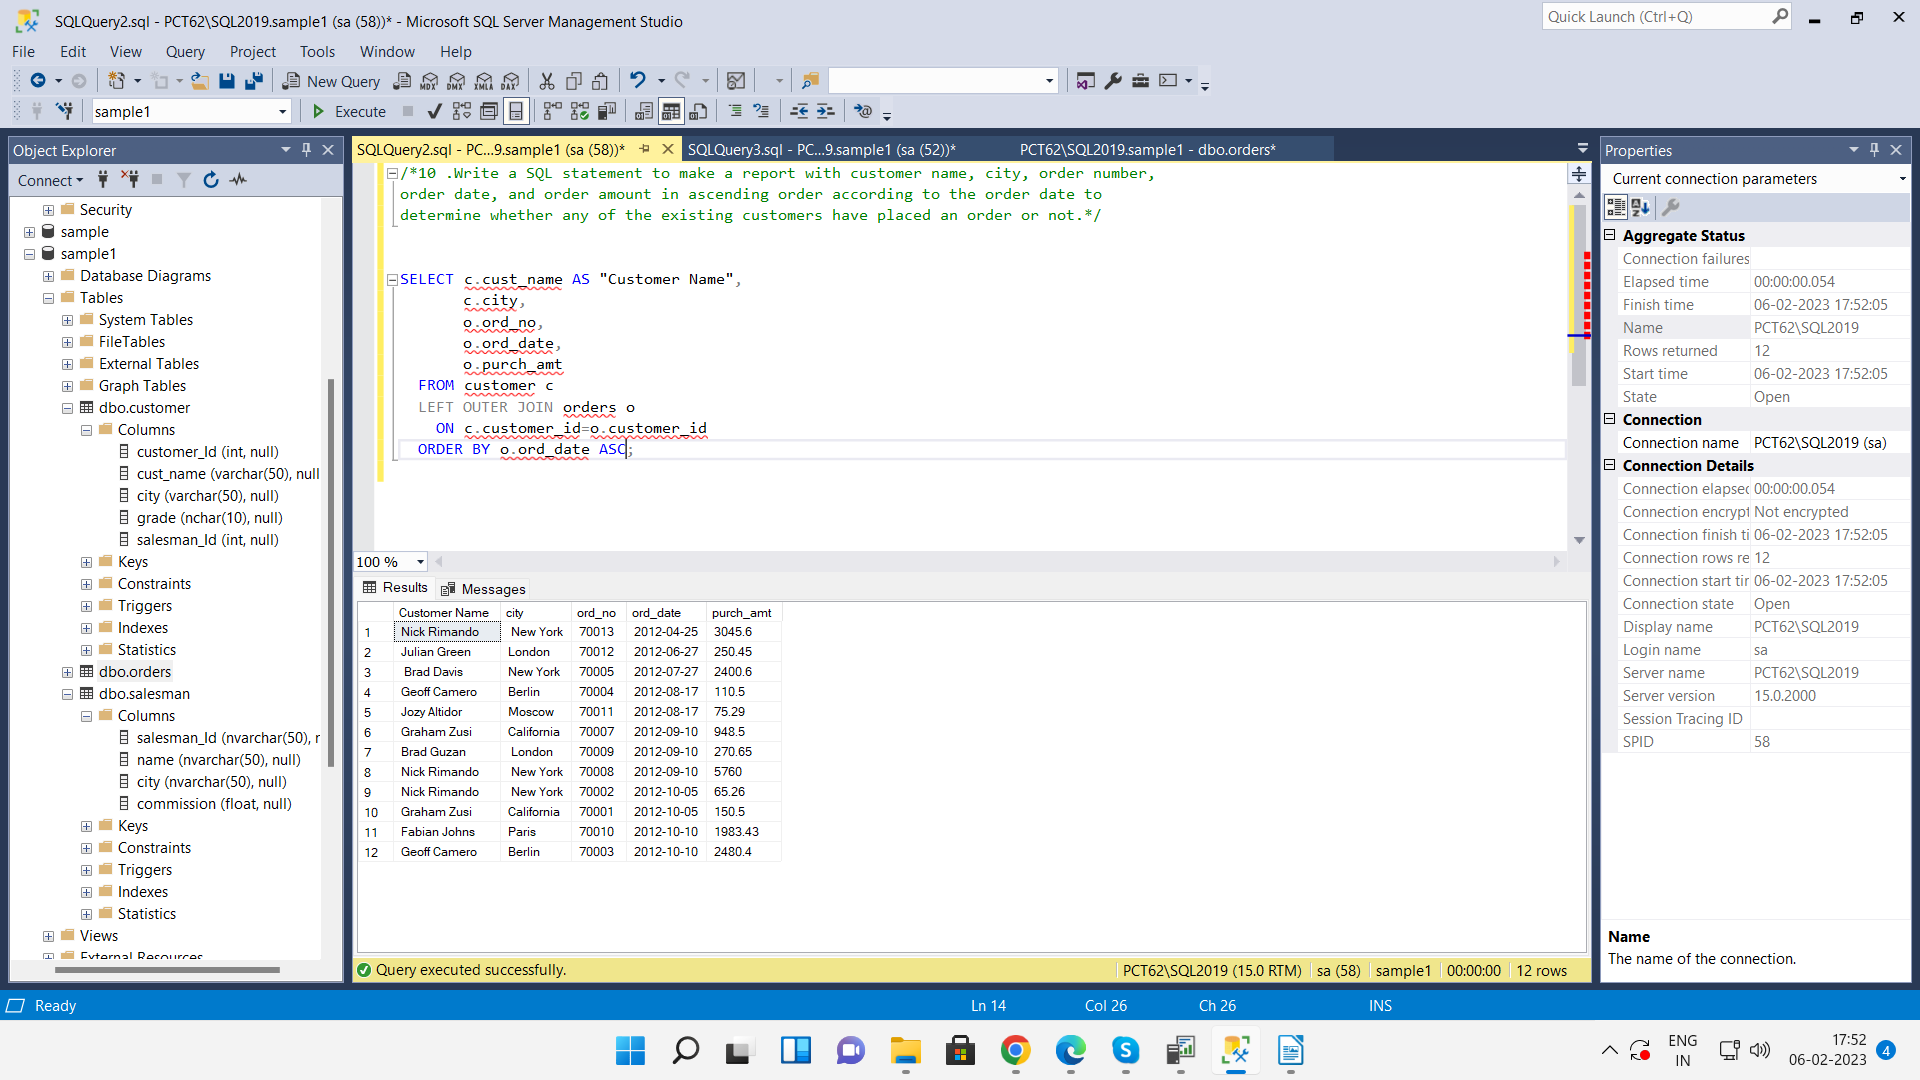 SQLQuery2.sql - PCT62\SQL2019.sample1 (sa (58))* - Microsoft SQL Server Management Studio
Quick Launch (Ctrl+Q)
File Edit View Query Project Tools Window Help
New Query MDX DMX XMLA DAX
sample1 Execute
Object Explorer
Connect
Security
sample
sample1
Database Diagrams
Tables
System Tables
FileTables
External Tables
Graph Tables
dbo.customer
Columns
customer_Id (int, null)
cust_name (varchar(50), null
city (varchar(50), null)
grade (nchar(10), null)
salesman_Id (int, null)
Keys
Constraints
Triggers
Indexes
Statistics
dbo.orders
dbo.salesman
Columns
salesman_Id (nvarchar(50), r
name (nvarchar(50), null)
city (nvarchar(50), null)
commission (float, null)
Keys
Constraints
Triggers
Indexes
Statistics
Views
External Resources
SQLQuery2.sql - PC...9.sample1 (sa (58))* SQLQuery3.sql - PC...9.sample1 (sa (52))* PCT62\SQL2019.sample1 - dbo.orders*
/*10 .Write a SQL statement to make a report with customer name, city, order number,
order date, and order amount in ascending order according to the order date to
determine whether any of the existing customers have placed an order or not.*/
SELECT c.cust_name AS "Customer Name",
c.city,
o.ord_no,
o.ord_date,
o.purch_amt
FROM customer c
LEFT OUTER JOIN orders o
ON c.customer_id=o.customer_id
ORDER BY o.ord_date ASC;
100 %
Results Messages
Customer Name city ord_no ord_date purch_amt
1 Nick Rimando New York 70013 2012-04-25 3045.6
2 Julian Green London 70012 2012-06-27 250.45
3 Brad Davis New York 70005 2012-07-27 2400.6
4 Geoff Camero Berlin 70004 2012-08-17 110.5
5 Jozy Altidor Moscow 70011 2012-08-17 75.29
6 Graham Zusi California 70007 2012-09-10 948.5
7 Brad Guzan London 70009 2012-09-10 270.65
8 Nick Rimando New York 70008 2012-09-10 5760
9 Nick Rimando New York 70002 2012-10-05 65.26
10 Graham Zusi California 70001 2012-10-05 150.5
11 Fabian Johns Paris 70010 2012-10-10 1983.43
12 Geoff Camero Berlin 70003 2012-10-10 2480.4
Query executed successfully. PCT62\SQL2019 (15.0 RTM) sa (58) sample1 00:00:00 12 rows
Properties
Current connection parameters
Aggregate Status
Connection failures
Elapsed time 00:00:00.054
Finish time 06-02-2023 17:52:05
Name PCT62\SQL2019
Rows returned 12
Start time 06-02-2023 17:52:05
State Open
Connection
Connection name PCT62\SQL2019 (sa)
Connection Details
Connection elapsec 00:00:00.054
Connection encrypt Not encrypted
Connection finish ti 06-02-2023 17:52:05
Connection rows re 12
Connection start tir 06-02-2023 17:52:05
Connection state Open
Display name PCT62\SQL2019
Login name sa
Server name PCT62\SQL2019
Server version 15.0.2000
Session Tracing ID
SPID 58
Name
The name of the connection.
Ready Ln 14 Col 26 Ch 26 INS
ENG
IN
17:52
06-02-2023
4